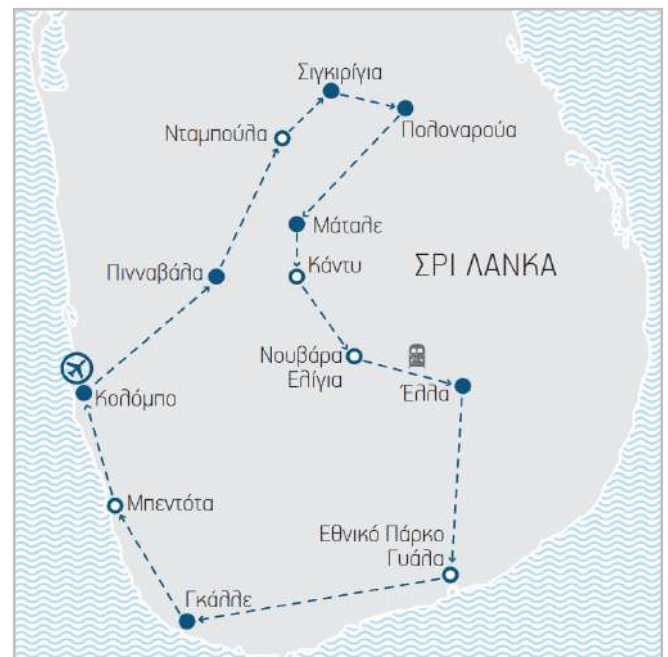 Σιγκιρίγια
Νταμπούλα
Πολοναρούα
Μάταλε
Πινναβάλα
Κάντυ
ΣΡΙ ΛΑΝΚΑ
Νουβάρα
Ελίγια
Έλλα
Κολόμπο
Μπεντότα
Εθνικό Πάρκο
Γυάλα
Γκάλλε